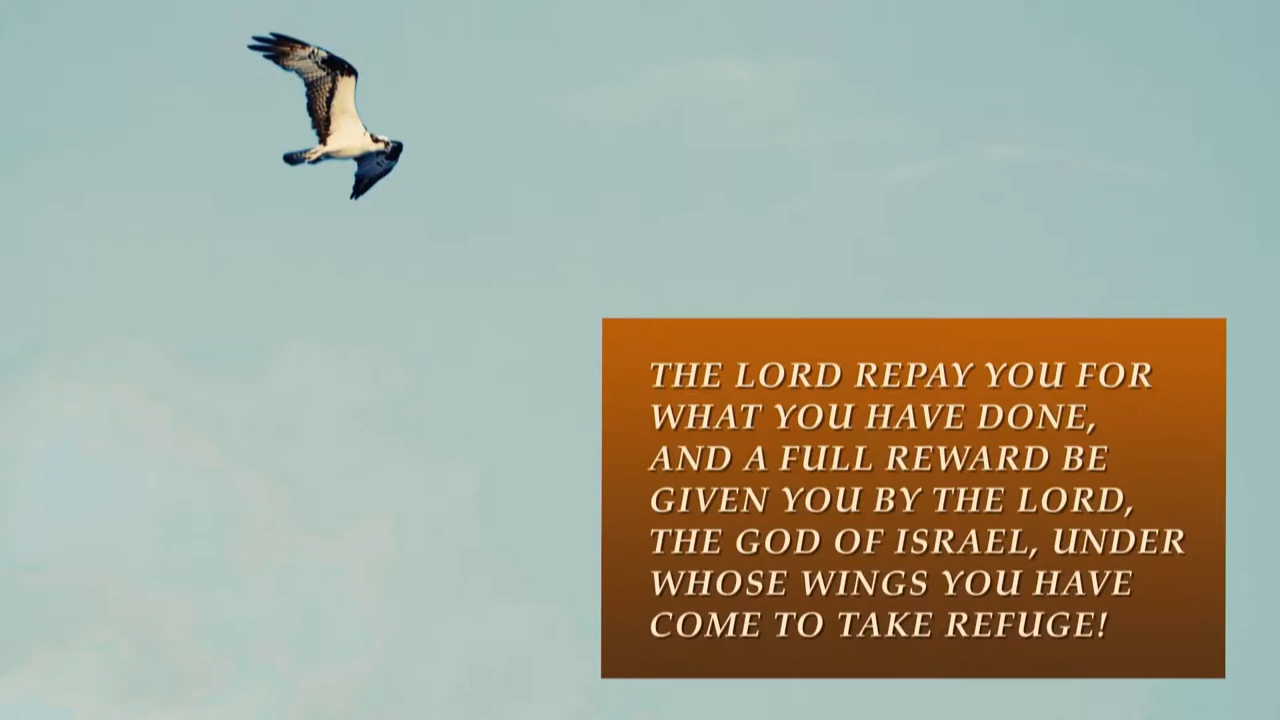 THE LORD REPAY YOU FOR
WHAT YOU HAVE DONE,
AND A FULL REWARD BE
GIVEN YOU BY THE LORD,
THE GOD OF ISRAEL, UNDER
WHOSE WINGS YOU HAVE
COME TO TAKE REFUGE!